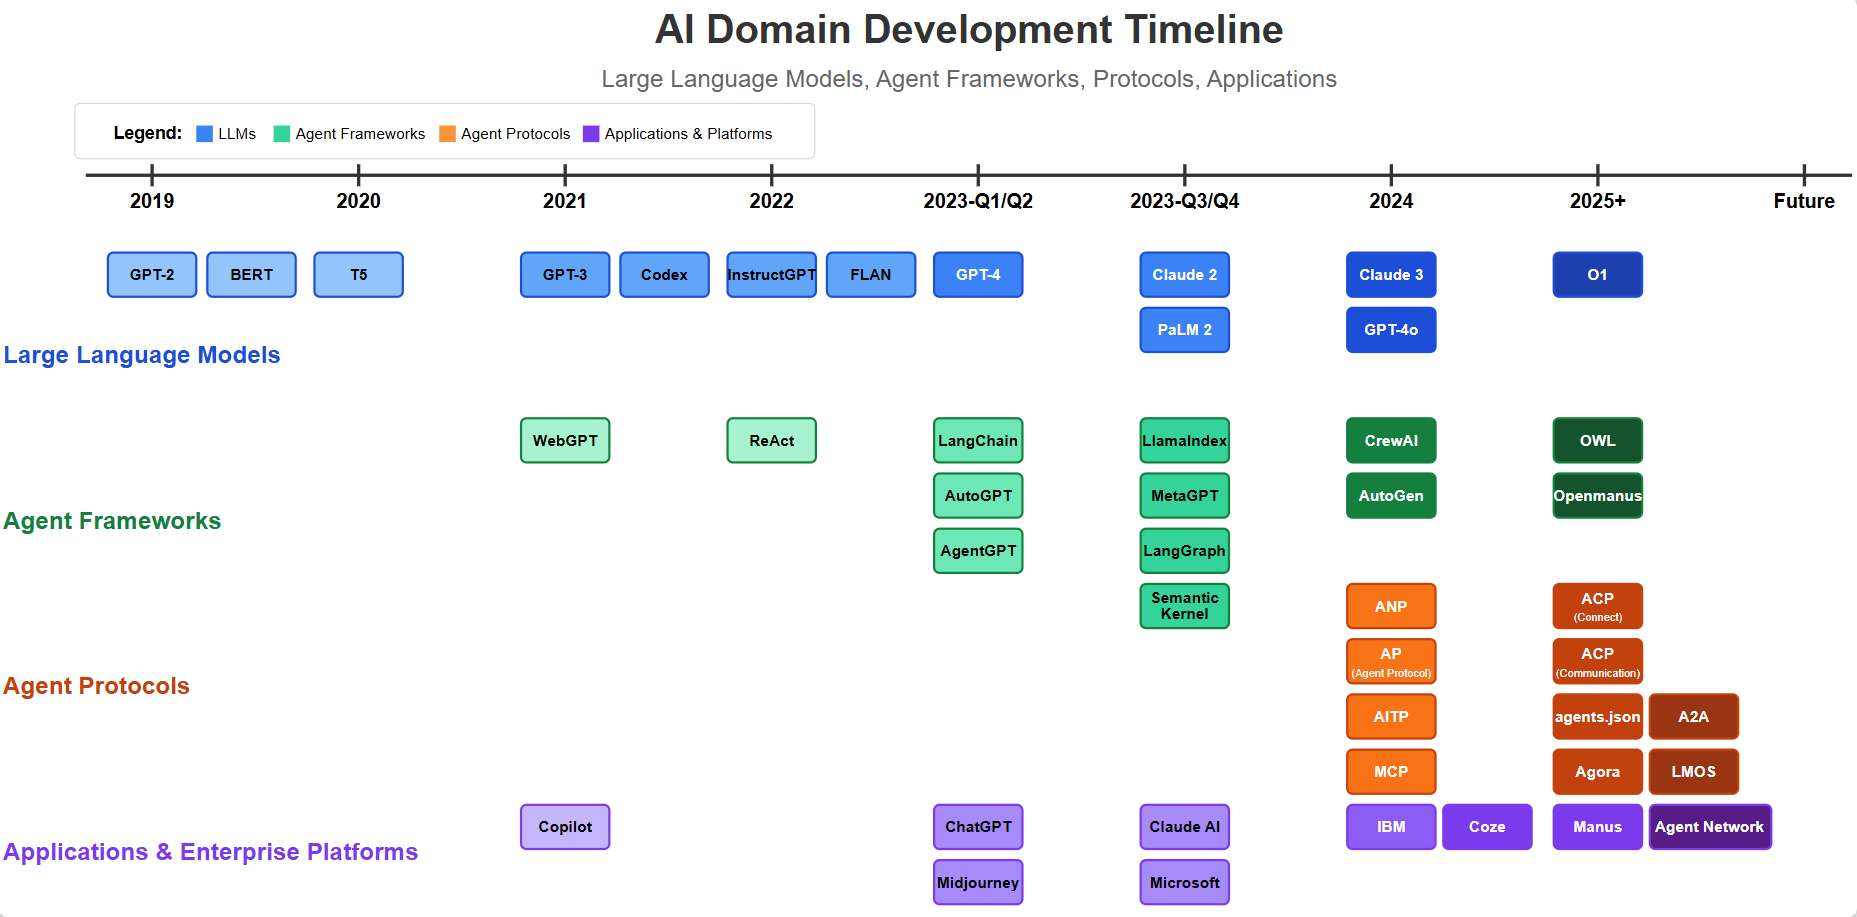 AI Domain Development Timeline
Large Language Models, Agent Frameworks, Protocols, Applications
Legend: LLMs Agent Frameworks Agent Protocols Applications & Platforms
2019 2020 2021 2022 2023-Q1/Q2 2023-Q3/Q4 2024 2025+ Future
GPT-2 BERT T5 GPT-3 Codex InstructGPT FLAN GPT-4 Claude 2 Claude 3 O1
PaLM 2 GPT-4o
Large Language Models
WebGPT ReAct LangChain LlamaIndex CrewAI OWL
AutoGPT MetaGPT AutoGen Openmanus
Agent Frameworks
AgentGPT LangGraph
Semantic
Kernel
ANP
ACP
(Connect)
AP
(Agent Protocol)
ACP
(Communication)
Agent Protocols
AITP agents.json A2A
MCP Agora LMOS
Copilot ChatGPT Claude AI IBM Coze Manus Agent Network
Applications & Enterprise Platforms
Midjourney Microsoft